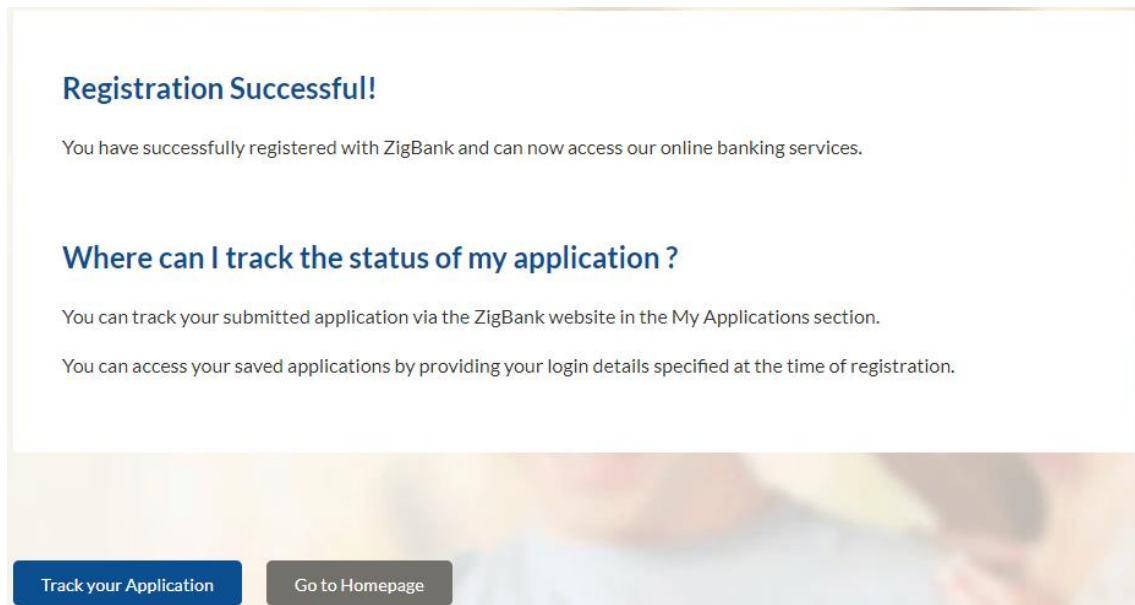 Registration Successful!
You have successfully registered with ZigBank and can now access our online banking services.
Where can I track the status of my application ?
You can track your submitted application via the ZigBank website in the My Applications section.
You can access your saved applications by providing your login details specified at the time of registration.
Track your Application
Go to Homepage